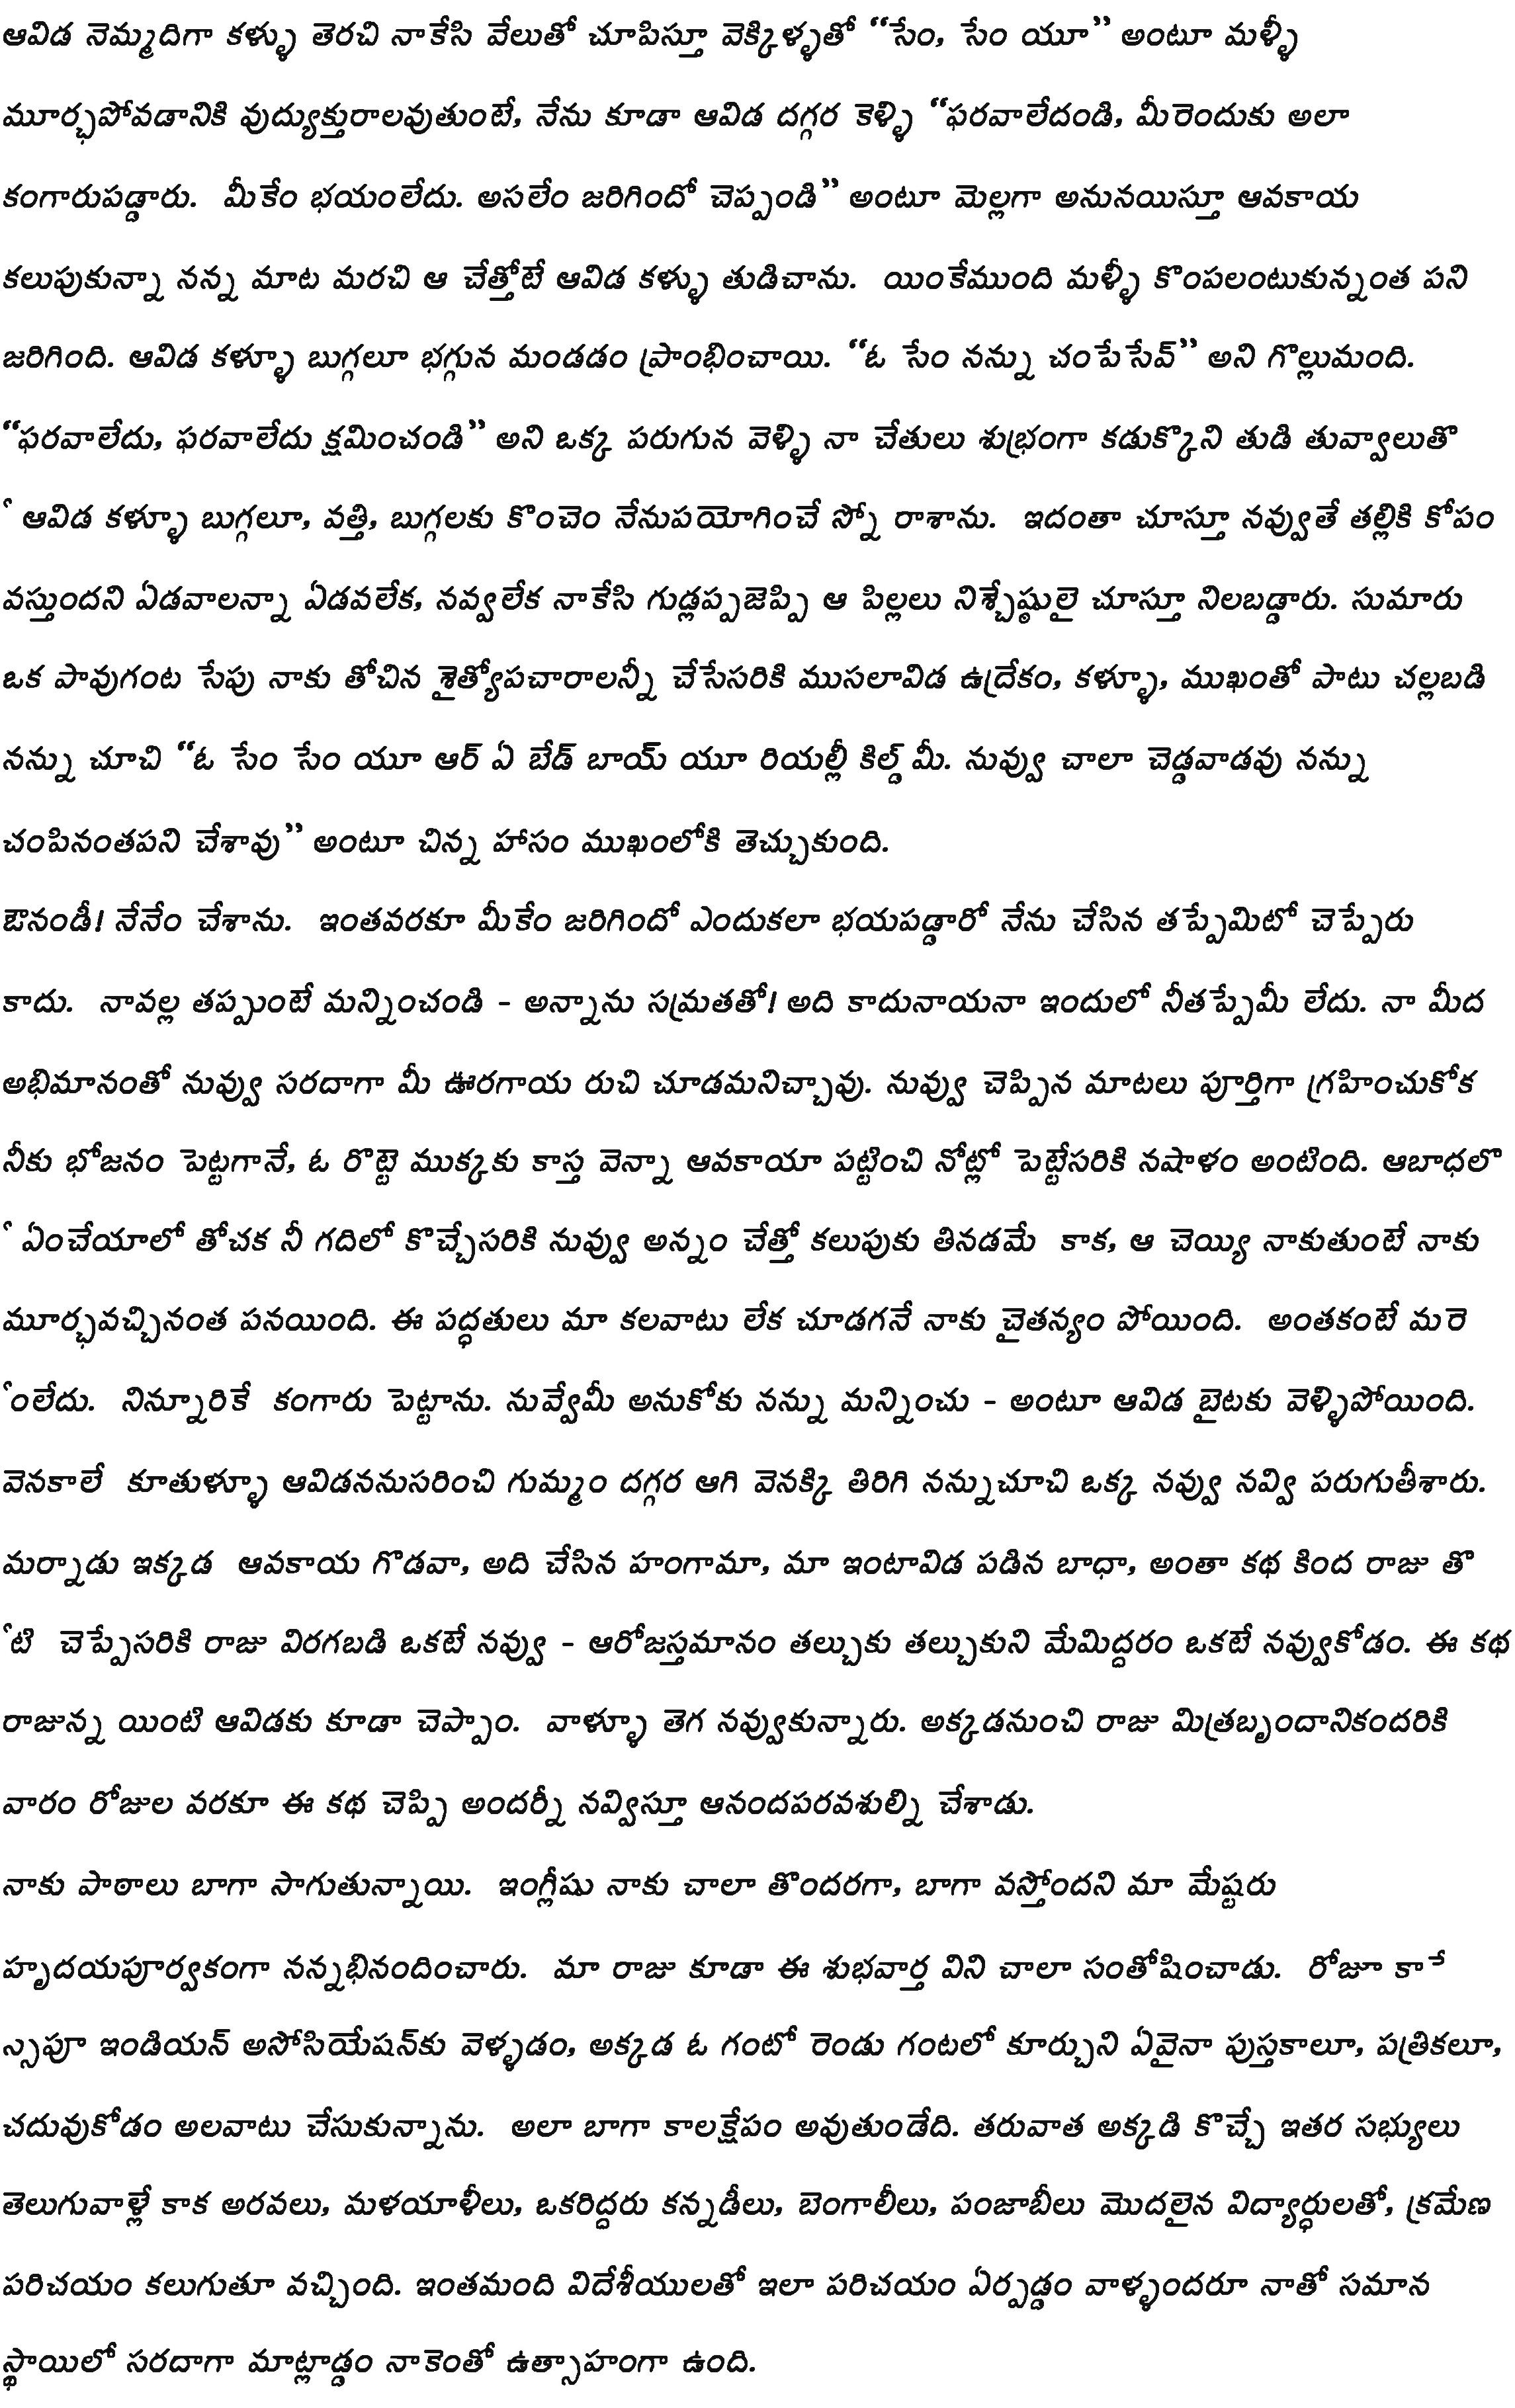 ఆవిడ నెమ్మదిగా కళ్ళు తెరచి నాకేసి వేలుతో చూపిస్తూ వెక్కిళ్ళతో “సేం, సేం యూ” అంటూ మళ్ళీ
మూర్ఛపోవడానికి వుద్యుక్తురాలవుతుంటే, నేను కూడా ఆవిడ దగ్గర కెళ్ళి “ఫరవాలేదండి, మీరెందుకు అలా
కంగారుపడ్డారు. మీకేం భయంలేదు. అసలేం జరిగిందో చెప్పండి” అంటూ మెల్లగా అనునయిస్తూ ఆవకాయ
కలుపుకున్నా నన్న మాట మరచి ఆ చేత్తోటే ఆవిడ కళ్ళు తుడిచాను. యింకేముంది మళ్ళీ కొంపలంటుకున్నంత పని
జరిగింది. ఆవిడ కళ్ళూ బుగ్గలూ భగ్గున మండడం ప్రాంభించాయి. “ఓ సేం నన్ను చంపేసేవ్” అని గొల్లుమంది.
“ఫరవాలేదు, ఫరవాలేదు క్షమించండి” అని ఒక్క పరుగున వెళ్ళి నా చేతులు శుభ్రంగా కడుక్కొని తుడి తువ్వాలుతొ
ే ఆవిడ కళ్ళూ బుగ్గలూ, వత్తి, బుగ్గలకు కొంచెం నేనుపయోగించే స్నో రాశాను. ఇదంతా చూస్తూ నవ్వుతే తల్లికి కోపం
వస్తుందని ఏడవాలన్నా ఏడవలేక, నవ్వలేక నాకేసి గుడ్లప్పజెప్పి ఆ పిల్లలు నిశ్చేష్ఠులై చూస్తూ నిలబడ్డారు. సుమారు
ఒక పావుగంట సేపు నాకు తోచిన శైత్యోపచారాలన్నీ చేసేసరికి ముసలావిడ ఉద్రేకం, కళ్ళూ, ముఖంతో పాటు చల్లబడి
నన్ను చూచి “ఓ సేం సేం యూ ఆర్ ఏ బేడ్ బాయ్ యూ రియల్లీ కిల్డ్ మీ. నువ్వు చాలా చెడ్డవాడవు నన్ను
చంపినంతపని చేశావు” అంటూ చిన్న హాసం ముఖంలోకి తెచ్చుకుంది.
ఔనండీ! నేనేం చేశాను. ఇంతవరకూ మీకేం జరిగిందో ఎందుకలా భయపడ్డారో నేను చేసిన తప్పేమిటో చెప్పేరు
కాదు. నావల్ల తప్పుంటే మన్నించండి - అన్నాను సమ్రతతో! అది కాదునాయనా ఇందులో నీతప్పేమీ లేదు. నా మీద
అభిమానంతో నువ్వు సరదాగా మీ ఊరగాయ రుచి చూడమనిచ్చావు. నువ్వు చెప్పిన మాటలు పూర్తిగా గ్రహించుకోక
నీకు భోజనం పెట్టగానే, ఓ రొట్టె ముక్కకు కాస్త వెన్నా ఆవకాయా పట్టించి నోట్లో పెట్టేసరికి నషాళం అంటింది. ఆబాధలొ
ే ఏంచేయాలో తోచక నీ గదిలో కొచ్చేసరికి నువ్వు అన్నం చేత్తో కలుపుకు తినడమే కాక, ఆ చెయ్యి నాకుతుంటే నాకు
మూర్ఛవచ్చినంత పనయింది. ఈ పద్ధతులు మా కలవాటు లేక చూడగనే నాకు చైతన్యం పోయింది. అంతకంటే మరె
ేంలేదు. నిన్నూరికే కంగారు పెట్టాను. నువ్వేమీ అనుకోకు నన్ను మన్నించు - అంటూ ఆవిడ బైటకు వెళ్ళిపోయింది.
వెనకాలే కూతుళ్ళూ ఆవిడననుసరించి గుమ్మం దగ్గర ఆగి వెనక్కి తిరిగి నన్నుచూచి ఒక్క నవ్వు నవ్వి పరుగుతీశారు.
మర్నాడు ఇక్కడ ఆవకాయ గొడవా, అది చేసిన హంగామా, మా ఇంటావిడ పడిన బాధా, అంతా కథ కింద రాజు తొ
ేటి చెప్పేసరికి రాజు విరగబడి ఒకటే నవ్వు - ఆరోజస్తమానం తల్చుకు తల్చుకుని మేమిద్దరం ఒకటే నవ్వుకోడం. ఈ కథ
రాజున్న యింటి ఆవిడకు కూడా చెప్పాం. వాళ్ళూ తెగ నవ్వుకున్నారు. అక్కడనుంచి రాజు మిత్రబృందానికందరికి
వారం రోజుల వరకూ ఈ కథ చెప్పి అందర్నీ నవ్విస్తూ ఆనందపరవశుల్ని చేశాడు.
నాకు పాఠాలు బాగా సాగుతున్నాయి. ఇంగ్లీషు నాకు చాలా తొందరగా, బాగా వస్తోందని మా మేష్టరు
హృదయపూర్వకంగా నన్నభినందించారు. మా రాజు కూడా ఈ శుభవార్త విని చాలా సంతోషించాడు. రోజూ కా ే
న్సపూ ఇండియన్ అసోసియేషన్‌కు వెళ్ళడం, అక్కడ ఓ గంటో రెండు గంటలో కూర్చుని ఏవైనా పుస్తకాలూ, పత్రికలూ,
చదువుకోడం అలవాటు చేసుకున్నాను. అలా బాగా కాలక్షేపం అవుతుండేది. తరువాత అక్కడి కొచ్చే ఇతర సభ్యులు
తెలుగువాళ్లే కాక అరవలు, మళయాళీలు, ఒకరిద్దరు కన్నడీలు, బెంగాలీలు, పంజాబీలు మొదలైన విద్యార్థులతో, క్రమేణ
పరిచయం కలుగుతూ వచ్చింది. ఇంతమంది విదేశీయులతో ఇలా పరిచయం ఏర్పడ్డం వాళ్ళందరూ నాతో సమాన
స్థాయిలో సరదాగా మాట్లాడ్డం నాకెంతో ఉత్సాహంగా ఉంది.